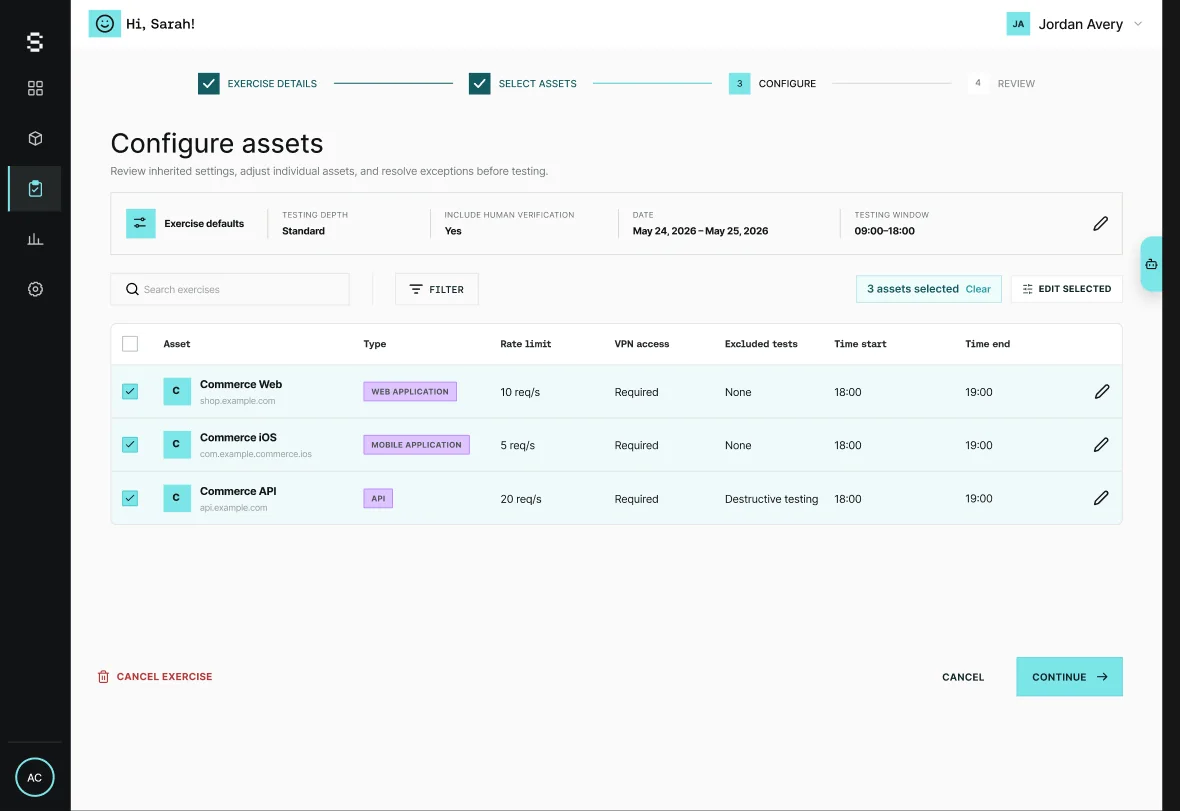 Hi, Sarah!
JA Jordan Avery
EXERCISE DETAILS SELECT ASSETS 3 CONFIGURE 4 REVIEW
Configure assets
Review inherited settings, adjust individual assets, and resolve exceptions before testing.
Exercise defaults
TESTING DEPTH
Standard
INCLUDE HUMAN VERIFICATION
Yes
DATE
May 24, 2026 – May 25, 2026
TESTING WINDOW
09:00–18:00
Search exercises
FILTER
3 assets selected Clear
EDIT SELECTED
Asset Type Rate limit VPN access Excluded tests Time start Time end
C Commerce Web
shop.example.com
WEB APPLICATION 10 req/s Required None 18:00 19:00
C Commerce iOS
com.example.commerce.ios
MOBILE APPLICATION 5 req/s Required None 18:00 19:00
C Commerce API
api.example.com
API 20 req/s Required Destructive testing 18:00 19:00
CANCEL EXERCISE
CANCEL
CONTINUE
AC